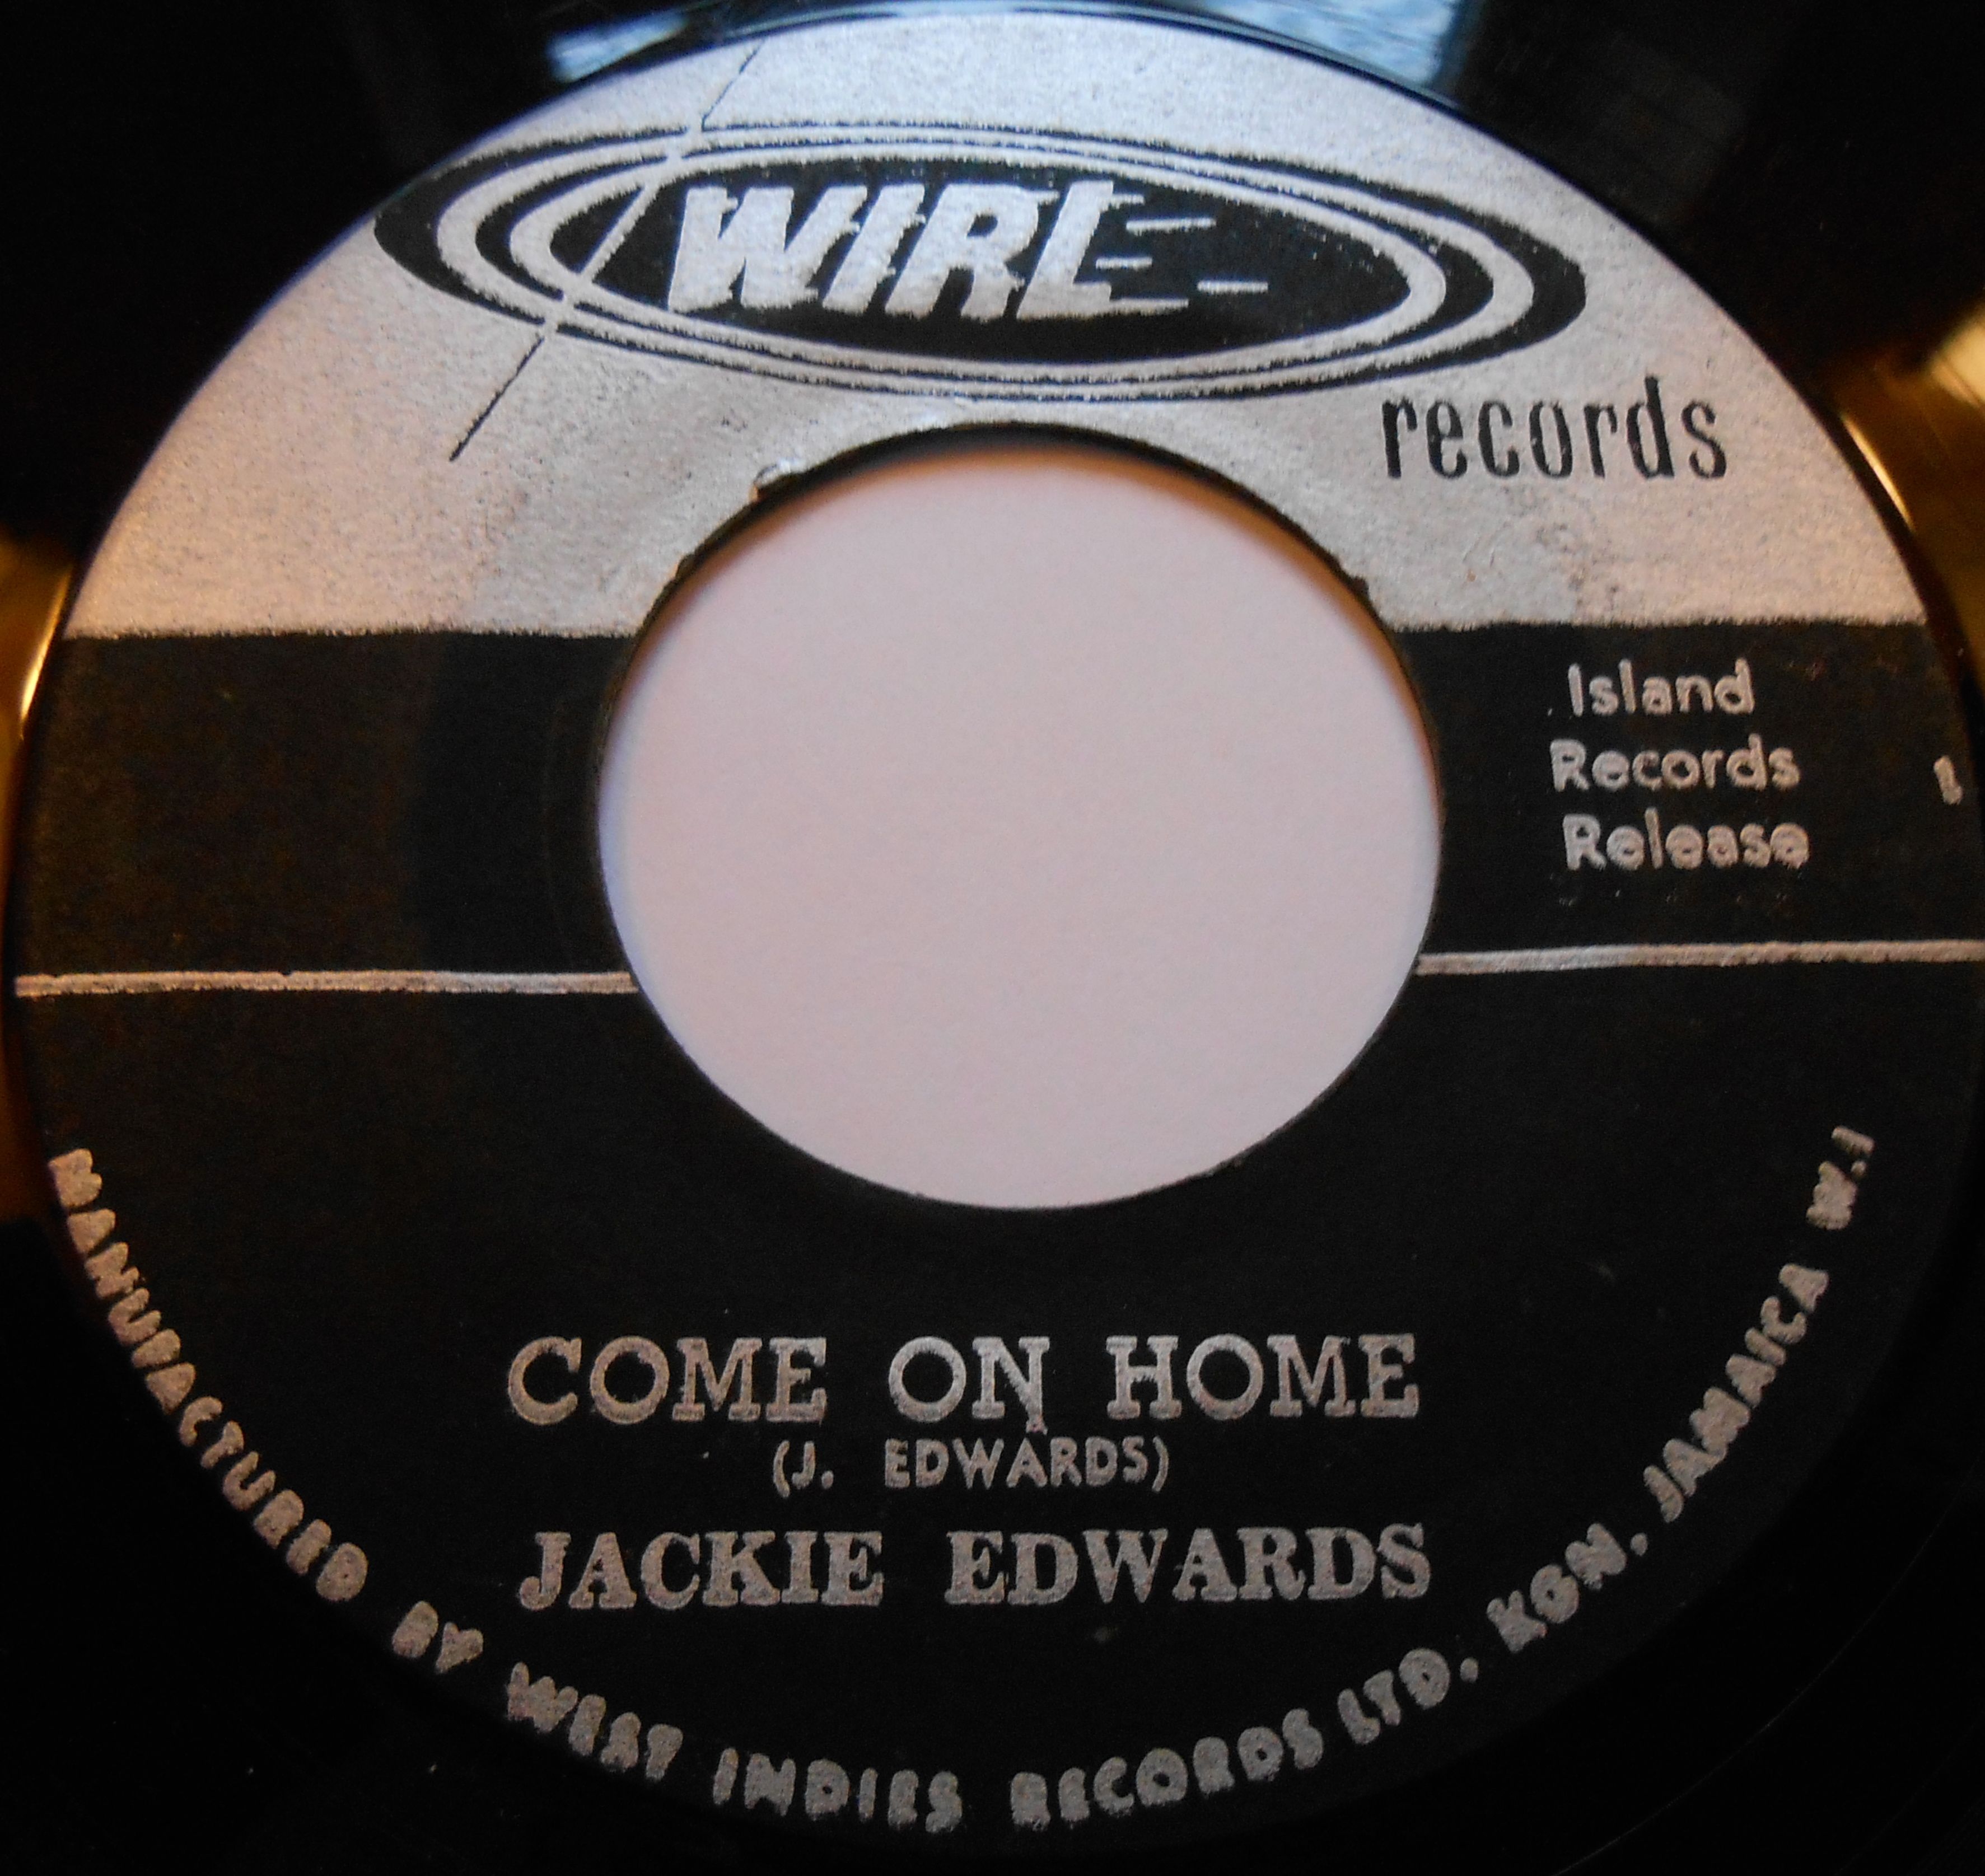 WIRL
records
Island
Records
Release
COME ON HOME
(J. EDWARDS)
JACKIE EDWARDS
MANUFACTURED BY WEST INDIES RECORDS LTD. KGN. JAMAICA W.I